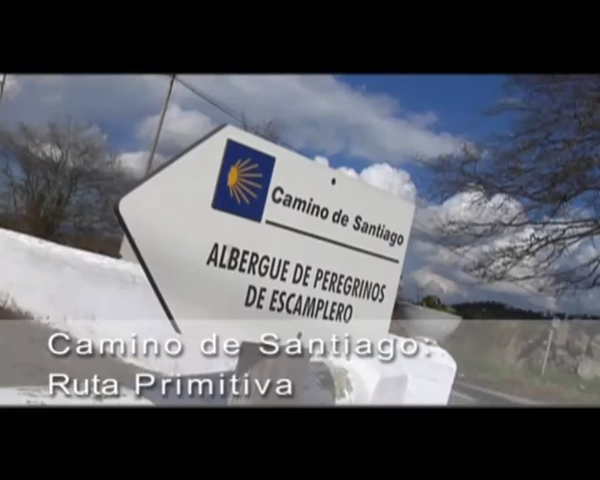 Camino de Santiago
ALBERGUE DE PEREGRINOS
DE ESCAMPLERO
Camino de Santiago:
Ruta Primitiva